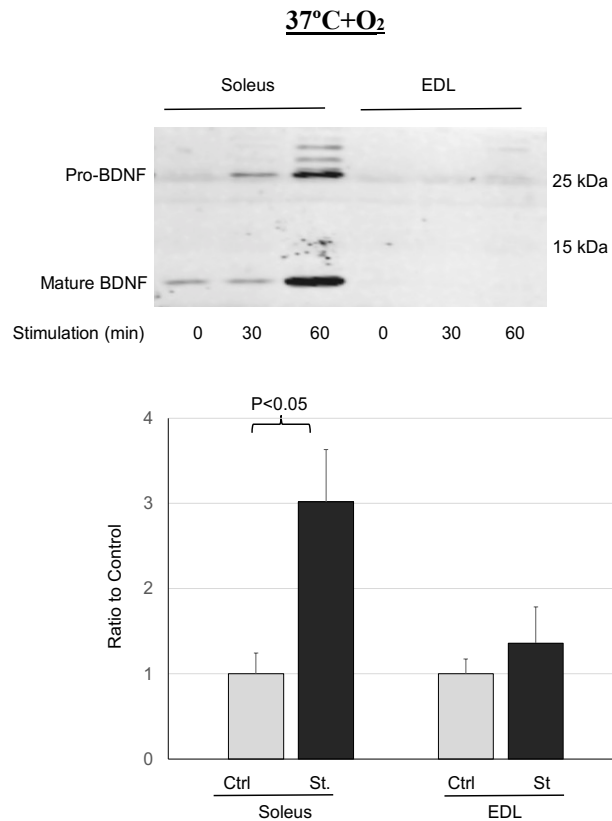 37ºC+O₂
Soleus EDL
Pro-BDNF
25 kDa
15 kDa
Mature BDNF
Stimulation (min) 0 30 60 0 30 60
P<0.05
4
3
2
1
0
Ratio to Control
Ctrl St. Ctrl St
Soleus EDL